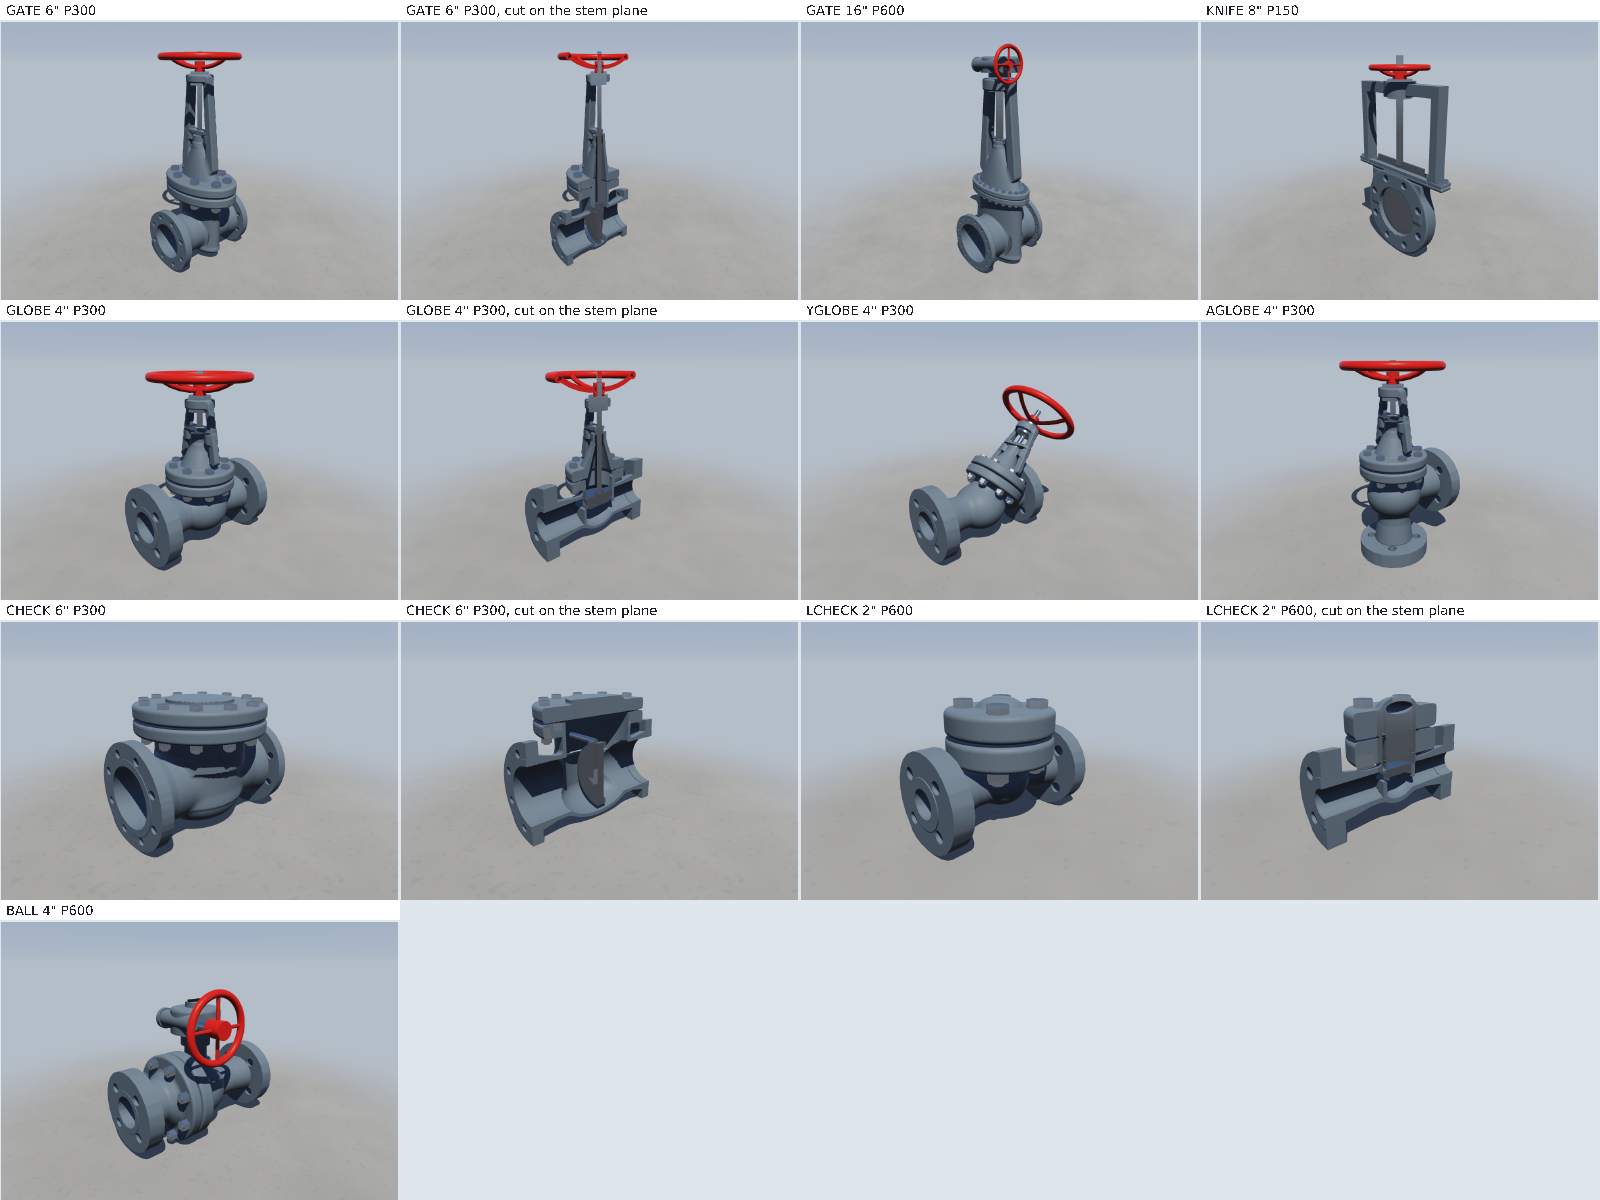 GATE 6" P300
GATE 6" P300, cut on the stem plane
GATE 16" P600
KNIFE 8" P150
GLOBE 4" P300
GLOBE 4" P300, cut on the stem plane
YGLOBE 4" P300
AGLOBE 4" P300
CHECK 6" P300
CHECK 6" P300, cut on the stem plane
LCHECK 2" P600
LCHECK 2" P600, cut on the stem plane
BALL 4" P600